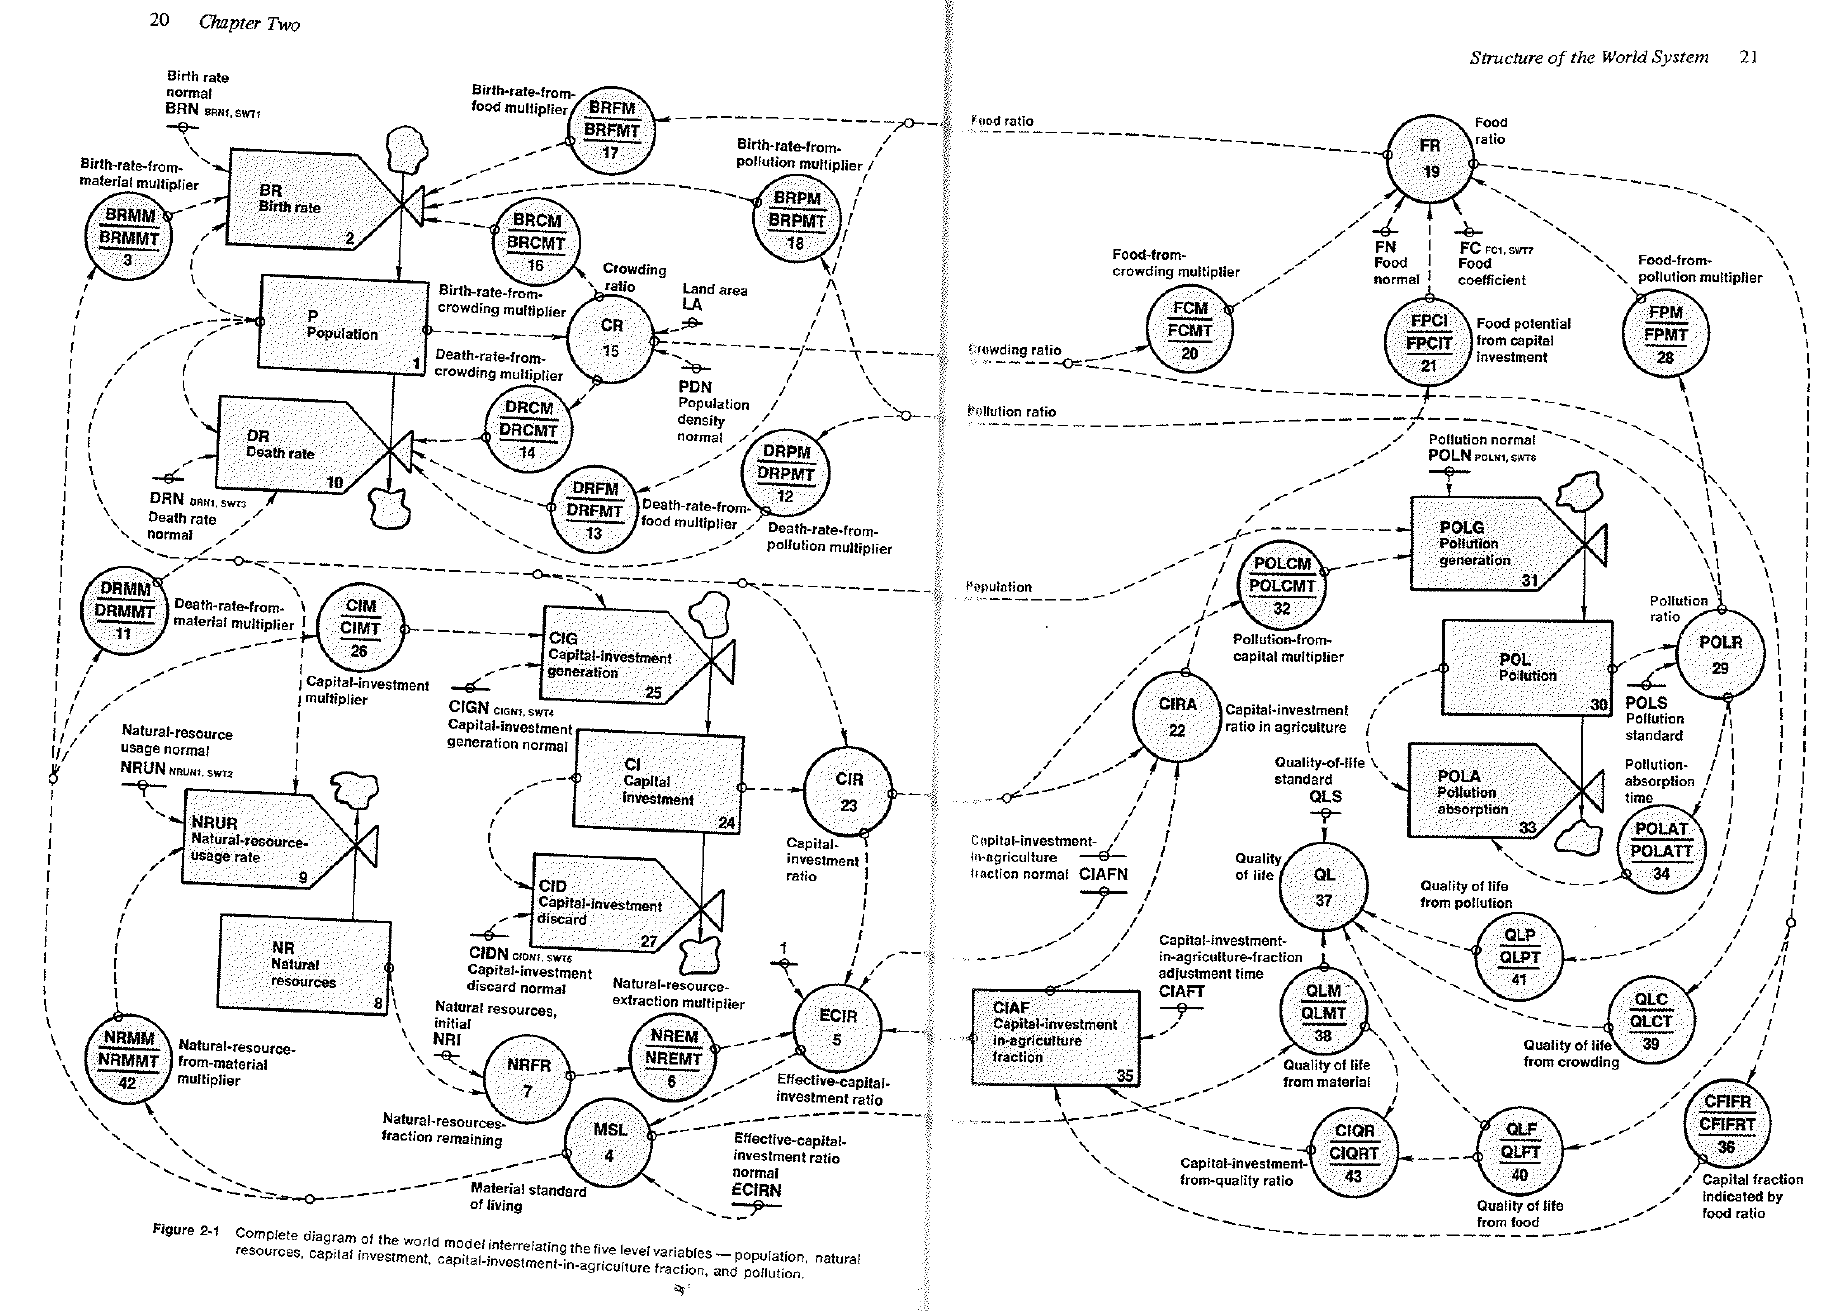 20 Chapter Two
Structure of the World System 21
Birth rate
normal
BRN BRN1, SWT1
Birth-rate-from-
material multiplier
BRMM
BRMMT
3
BR
Birth rate
2
Birth-rate-from-
food multiplier
BRFM
BRFMT
17
Birth-rate-from-
pollution multiplier
BRPM
BRPMT
18
BRCM
BRCMT
16
Birth-rate-from-
crowding multiplier
Crowding
ratio
CR
15
Land area
LA
P
Population
1
Death-rate-from-
crowding multiplier
DRCM
DRCMT
14
PDN
Population
density
normal
DR
Death rate
10
DRN DRN1, SWT3
Death rate
normal
DRFM
DRFMT
13
Death-rate-from-
food multiplier
DRPM
DRPMT
12
Death-rate-from-
pollution multiplier
DRMM
DRMMT
11
Death-rate-from-
material multiplier
CIM
CIMT
26
Capital-investment
multiplier
CIG
Capital-investment
generation
25
CIGN CIGN1, SWT4
Capital-investment
generation normal
CI
Capital
investment
24
CIR
23
Capital-
investment
ratio
CID
Capital-investment
discard
27
CIDN CIDN1, SWT5
Capital-investment
discard normal
Natural-resource
usage normal
NRUN NRUN1, SWT2
NRUR
Natural-resource-
usage rate
9
NR
Natural
resources
8
Natural resources,
initial
NRI
Natural-resource-
extraction multiplier
NREM
NREMT
6
1
ECIR
5
Effective-capital-
investment ratio
NRFR
7
Natural-resources-
fraction remaining
NRMM
NRMMT
42
Natural-resource-
from-material
multiplier
MSL
4
Material standard
of living
Effective-capital-
investment ratio
normal
ECIRN
Food ratio
Crowding ratio
Pollution ratio
Population
FR
19
Food
ratio
FN
Food
normal
FC FC1, SWT7
Food
coefficient
Food-from-
crowding multiplier
FCM
FCMT
20
FPCI
FPCIT
21
Food potential
from capital
investment
Food-from-
pollution multiplier
FPM
FPMT
28
Pollution normal
POLN POLN1, SWT6
POLG
Pollution
generation
31
POLCM
POLCMT
32
Pollution-from-
capital multiplier
Pollution
ratio
POLR
29
POL
Pollution
30
POLS
Pollution
standard
CIRA
22
Capital-investment
ratio in agriculture
POLA
Pollution
absorption
33
Pollution-
absorption
time
POLAT
POLATT
34
Quality-of-life
standard
QLS
Quality
of life
QL
37
Capital-investment-
in-agriculture
fraction normal CIAFN
Quality of life
from pollution
QLP
QLPT
41
Capital-investment-
in-agriculture-fraction
adjustment time
CIAFT
CIAF
Capital-investment
in-agriculture
fraction
35
QLM
QLMT
38
Quality of life
from material
QLC
QLCT
39
Quality of life
from crowding
CIQR
CIQRT
43
Capital-investment-
from-quality ratio
QLF
QLFT
40
Quality of life
from food
CFIFR
CFIFRT
36
Capital fraction
indicated by
food ratio
Figure 2-1 Complete diagram of the world model interrelating the five level variables — population, natural
resources, capital investment, capital-investment-in-agriculture fraction, and pollution.